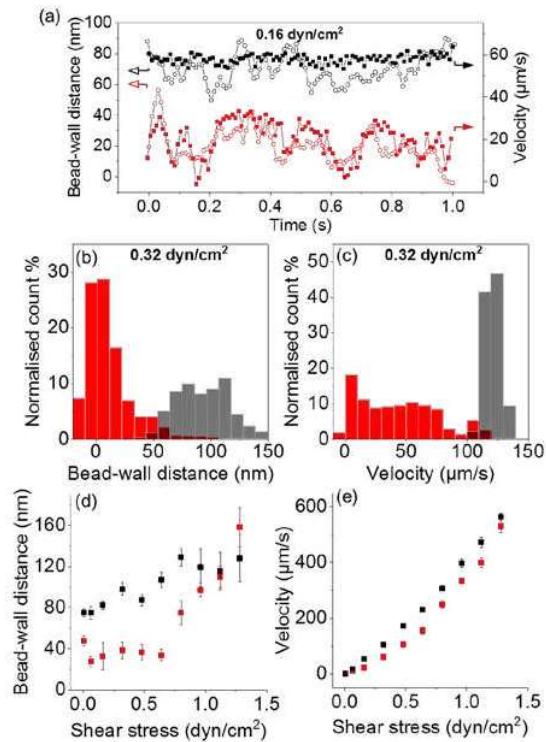 (a)
0.16 dyn/cm²
Bead-wall distance (nm)
100
80
60
40
20
0
Velocity (µm/s)
60
40
20
0
0.0 0.2 0.4 0.6 0.8 1.0
Time (s)
(b) 0.32 dyn/cm²
Normalised count %
30
20
10
0
0 50 100 150
Bead-wall distance (nm)
(c) 0.32 dyn/cm²
Normalised count %
50
40
30
20
10
0
0 50 100 150
Velocity (µm/s)
(d)
Bead-wall distance (nm)
160
120
80
40
0
0.0 0.5 1.0 1.5
Shear stress (dyn/cm²)
(e)
Velocity (µm/s)
600
400
200
0
0.0 0.5 1.0 1.5
Shear stress (dyn/cm²)